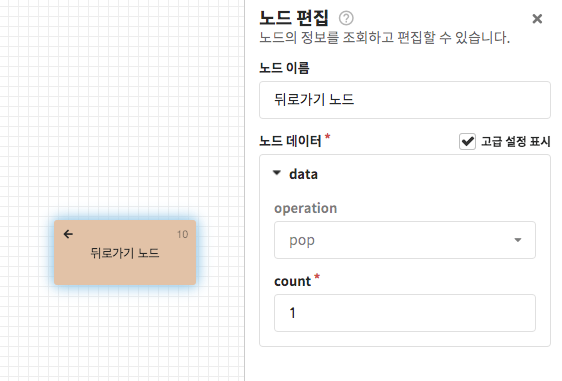 노드 편집 ?
노드의 정보를 조회하고 편집할 수 있습니다.
노드 이름
뒤로가기 노드
노드 데이터 *
고급 설정 표시
data
operation
pop
count *
1
10
뒤로가기 노드